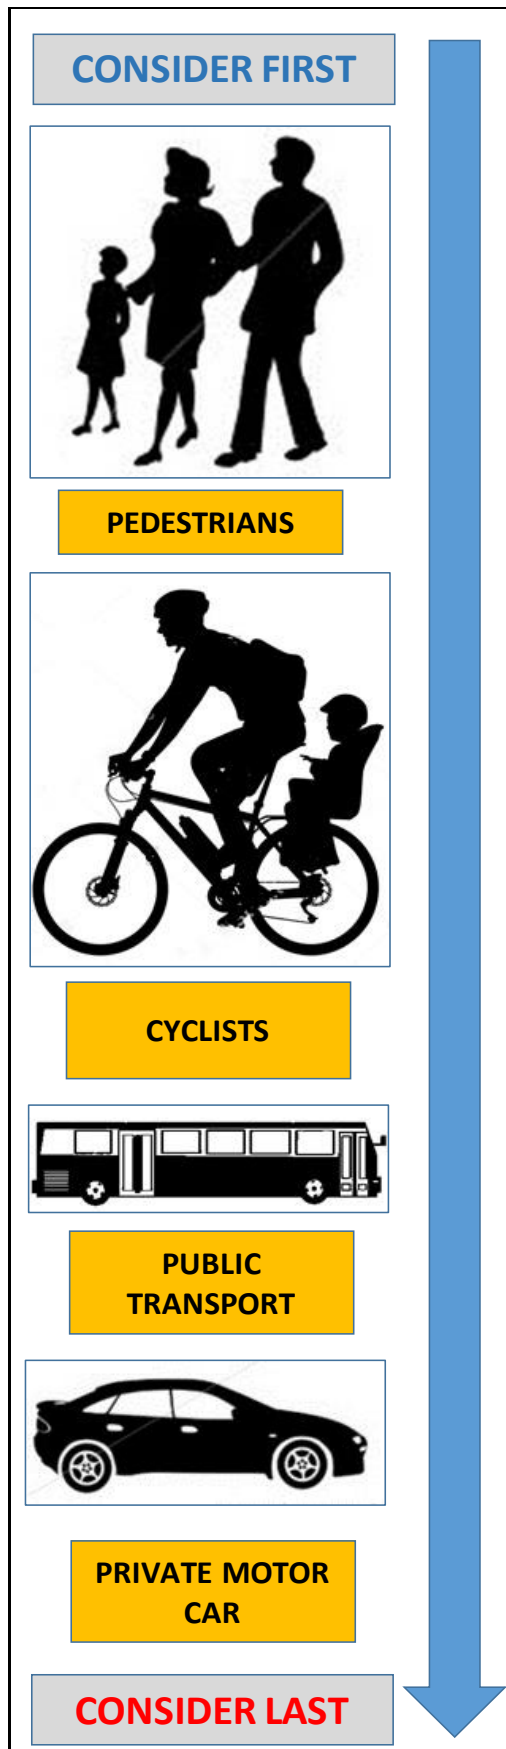 CONSIDER FIRST
PEDESTRIANS
CYCLISTS
PUBLIC
TRANSPORT
PRIVATE MOTOR
CAR
CONSIDER LAST